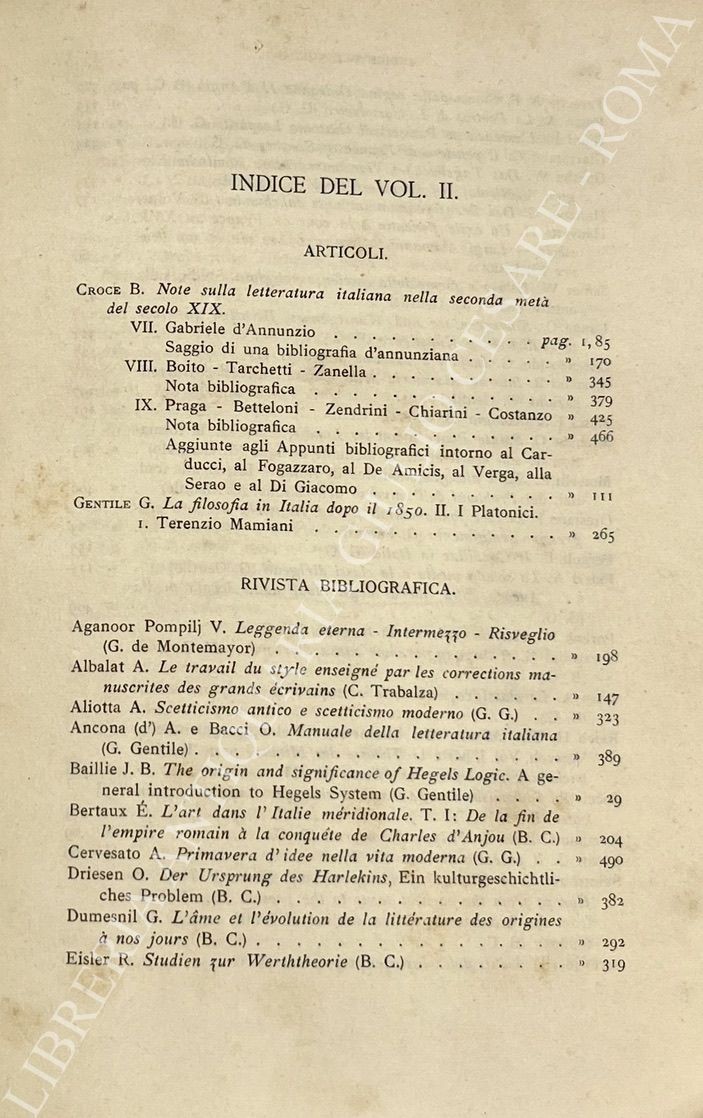 INDICE DEL VOL. II.
ARTICOLI.
CROCE B. Note sulla letteratura italiana nella seconda metà
del secolo XIX.
VII. Gabriele d'Annunzio . . . . . . . . . . . pag. 1, 85
Saggio di una bibliografia d'annunziana . . . . . » 170
VIII. Boito - Tarchetti - Zanella . . . . . . . . . . » 345
Nota bibliografica . . . . . . . . . . . . . » 379
IX. Praga - Betteloni - Zendrini - Chiarini - Costanzo » 425
Nota bibliografica . . . . . . . . . . . . . » 466
Aggiunte agli Appunti bibliografici intorno al Car-
ducci, al Fogazzaro, al De Amicis, al Verga, alla
Serao e al Di Giacomo . . . . . . . . . . » 111
GENTILE G. La filosofia in Italia dopo il 1850. II. I Platonici.
1. Terenzio Mamiani . . . . . . . . . . . . . » 265
RIVISTA BIBLIOGRAFICA.
Aganoor Pompilj V. Leggenda eterna - Intermezzo - Risveglio
(G. de Montemayor) . . . . . . . . . . . . . . . » 198
Albalat A. Le travail du style enseigné par les corrections ma-
nuscrites des grands écrivains (C. Trabalza) . . . . . . » 147
Aliotta A. Scetticismo antico e scetticismo moderno (G. G.) . . » 323
Ancona (d') A. e Bacci O. Manuale della letteratura italiana
(G. Gentile) . . . . . . . . . . . . . . . . . . » 389
Baillie J. B. The origin and significance of Hegels Logic. A ge-
neral introduction to Hegels System (G. Gentile) . . . . » 29
Bertaux É. L'art dans l'Italie méridionale. T. I: De la fin de
l'empire romain à la conquéte de Charles d'Anjou (B. C.) » 204
Cervesato A. Primavera d'idee nella vita moderna (G. G.) . . » 490
Driesen O. Der Ursprung des Harlekins, Ein kulturgeschichtli-
ches Problem (B. C.) . . . . . . . . . . . . . . . » 382
Dumesnil G. L'âme et l'évolution de la littérature des origines
à nos jours (B. C.) . . . . . . . . . . . . . . . . » 292
Eisler R. Studien zur Werththeorie (B. C.) . . . . . . . . » 319